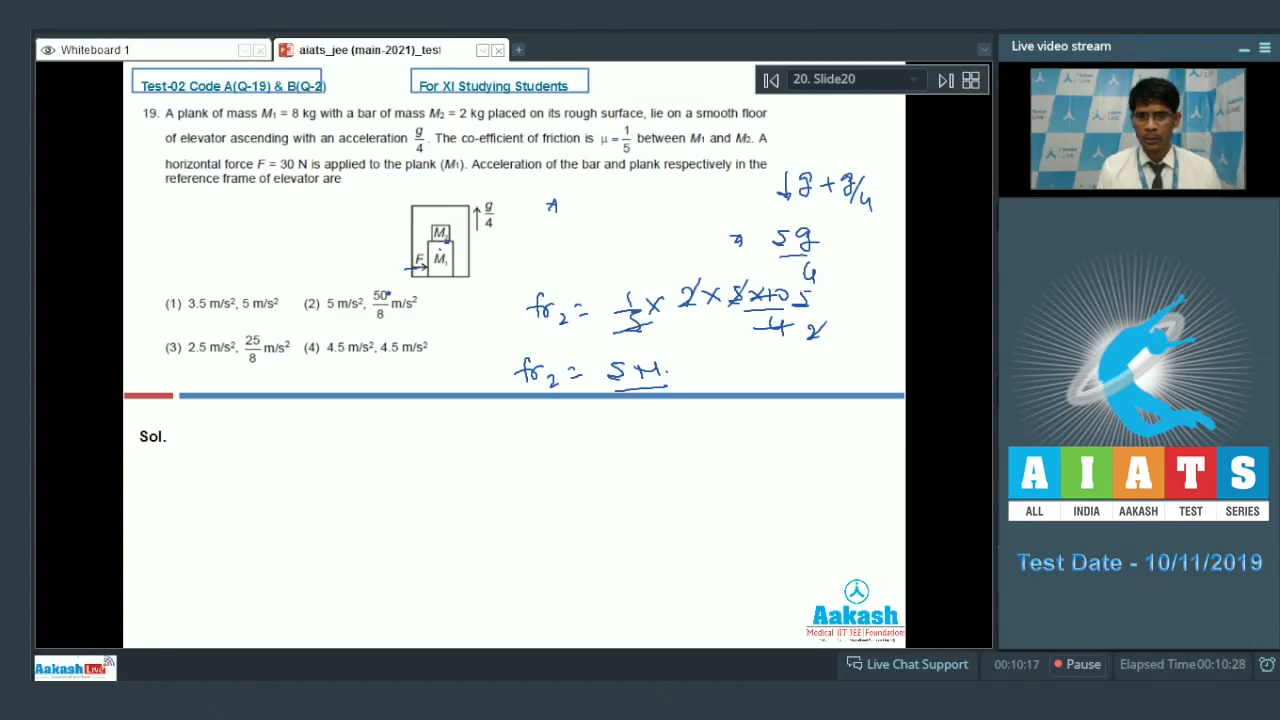 Whiteboard 1
aiats_jee (main-2021)_test
Live video stream
Test-02 Code A(Q-19) & B(Q-2)
For XI Studying Students
20. Slide20
19. A plank of mass M₁ = 8 kg with a bar of mass M₂ = 2 kg placed on its rough surface, lie on a smooth floor
of elevator ascending with an acceleration g/4. The co-efficient of friction is μ = 1/5 between M₁ and M₂. A
horizontal force F = 30 N is applied to the plank (M₁). Acceleration of the bar and plank respectively in the
reference frame of elevator are
↓g + g/4
g/4
M₂
F M₁
5g/4
(1) 3.5 m/s², 5 m/s² (2) 5 m/s², 50/8 m/s²
fr₂ = 1/5 × 2 × 5×10 5/4 2
(3) 2.5 m/s², 25/8 m/s² (4) 4.5 m/s², 4.5 m/s²
fr₂ = 5 N.
Sol.
A I A T S
ALL INDIA AAKASH TEST SERIES
Test Date - 10/11/2019
Aakash
Medical IIT-JEE Foundations
Aakash Live
Live Chat Support
00:10:17
Pause
Elapsed Time 00:10:28